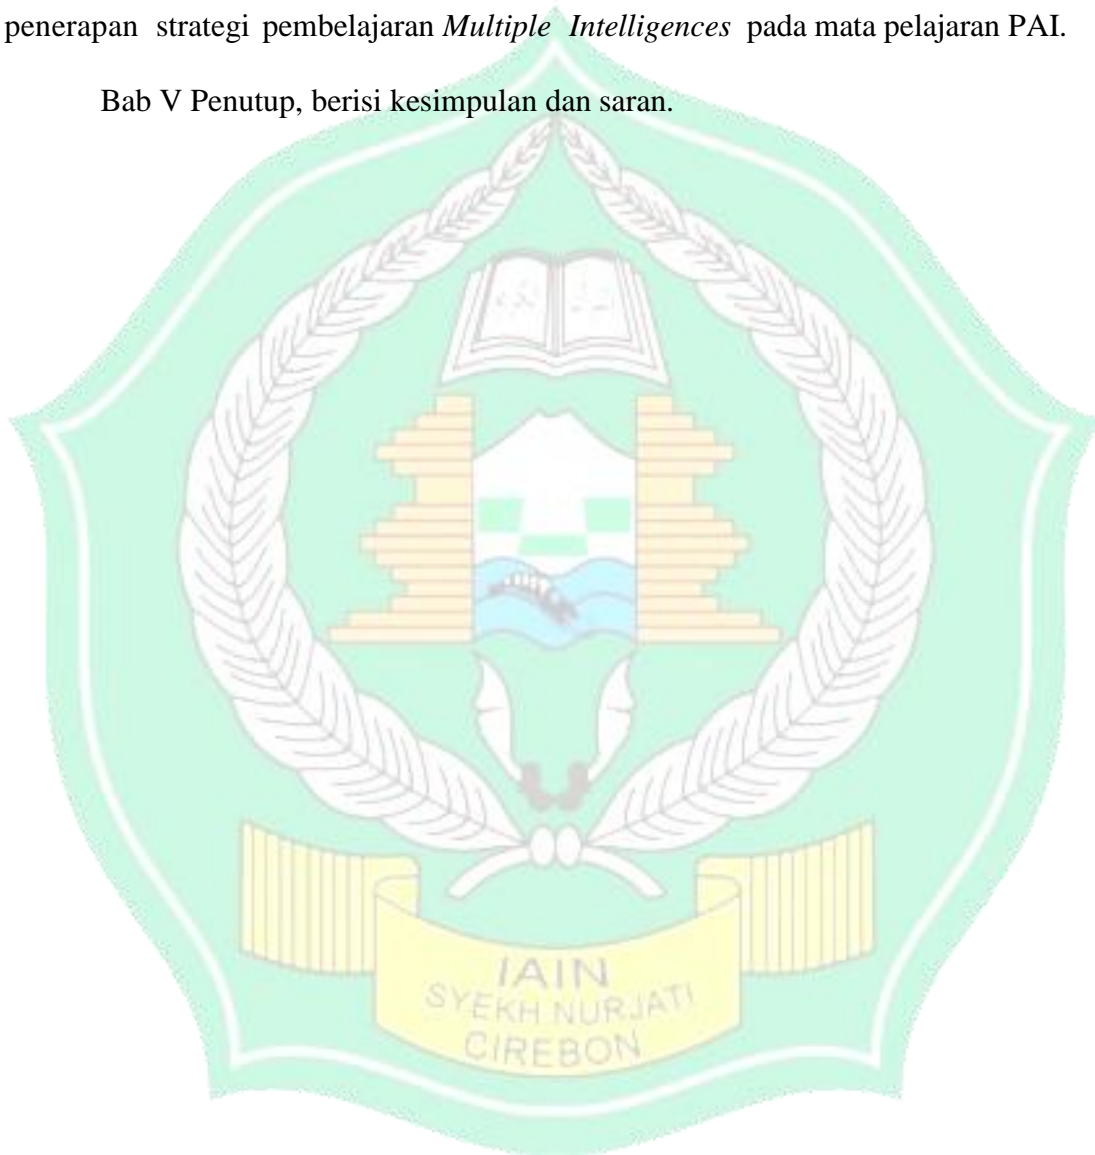 penerapan strategi pembelajaran Multiple Intelligences pada mata pelajaran PAI.
Bab V Penutup, berisi kesimpulan dan saran.
IAIN
SYEKH NURJATI
CIREBON